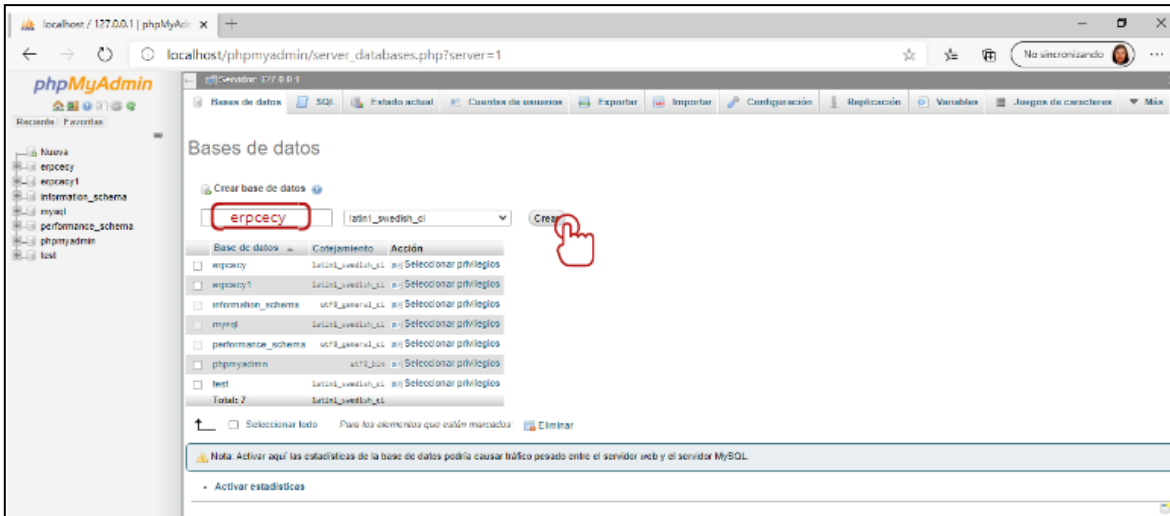 localhost / 127.0.0.1 | phpMyAdm
localhost/phpmyadmin/server_databases.php?server=1
No sincronizando
phpMyAdmin
Reciente Favoritas
Nueva
erpcecy
erpcecy1
information_schema
mysql
performance_schema
phpmyadmin
test
Servidor: 127.0.0.1
Bases de datos SQL Estado actual Cuentas de usuarios Exportar Importar Configuración Replicación Variables Juegos de caracteres Más
Bases de datos
Crear base de datos
erpcecy latin1_swedish_ci Crear
Base de datos Cotejamiento Acción
erpcecy latin1_swedish_ci Seleccionar privilegios
erpcecy1 latin1_swedish_ci Seleccionar privilegios
information_schema utf8_general_ci Seleccionar privilegios
mysql latin1_swedish_ci Seleccionar privilegios
performance_schema utf8_general_ci Seleccionar privilegios
phpmyadmin utf8_bin Seleccionar privilegios
test latin1_swedish_ci Seleccionar privilegios
Total: 7 latin1_swedish_ci
Seleccionar todo Para los elementos que están marcados: Eliminar
Nota: Activar aquí las estadísticas de la base de datos podría causar tráfico pesado entre el servidor web y el servidor MySQL.
Activar estadísticas